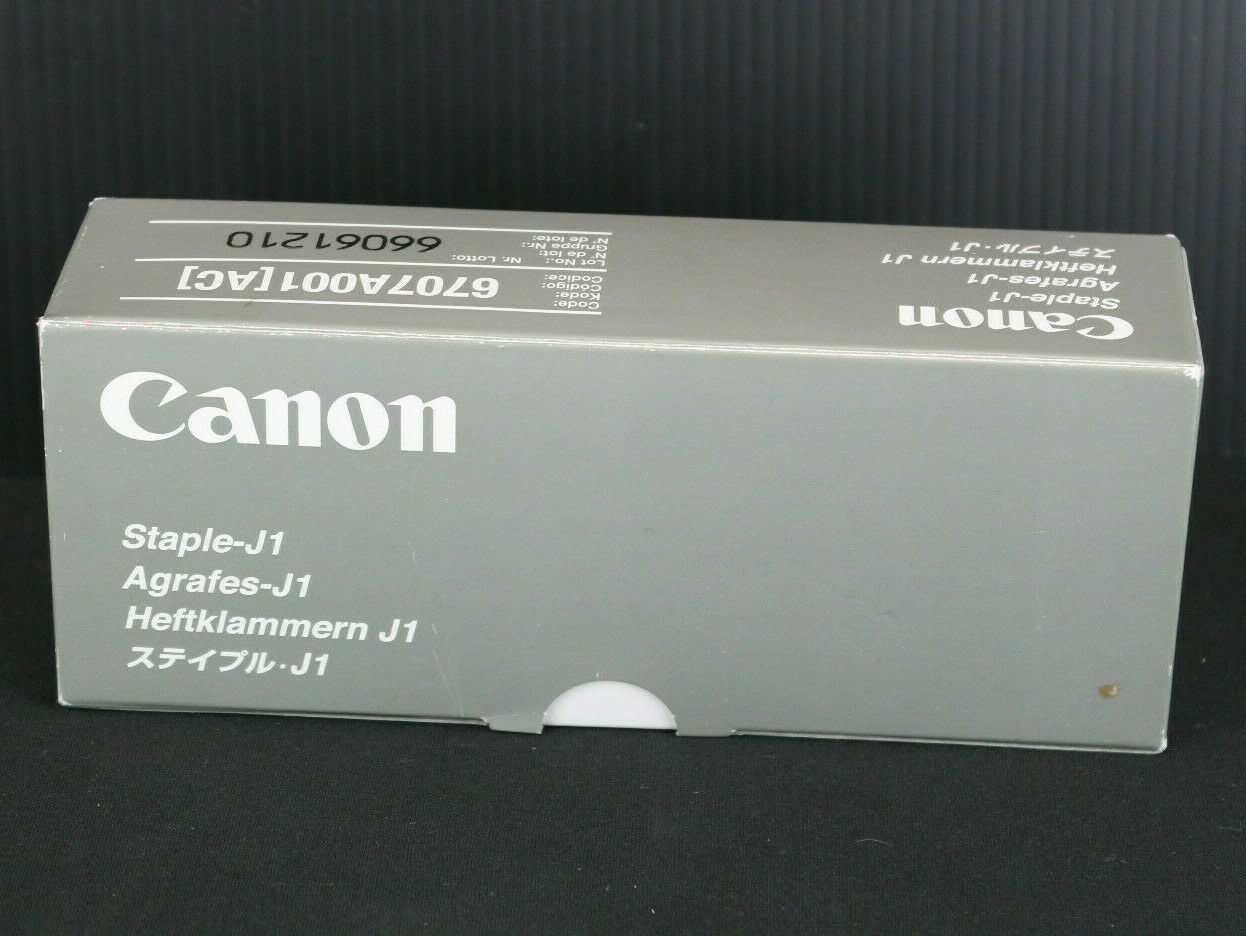 Canon
Staple-J1
Agrafes-J1
Heftklammern J1
ステイプル・J1
Code:
Kode:
Código:
Codice:
6707A001[AC]
Lot No.:
N° de lot:
Gruppe Nr.:
N° de lote:
Nr. Lotto:
66061210
Canon
Staple-J1
Agrafes-J1
Heftklammern J1
ステイプル・J1